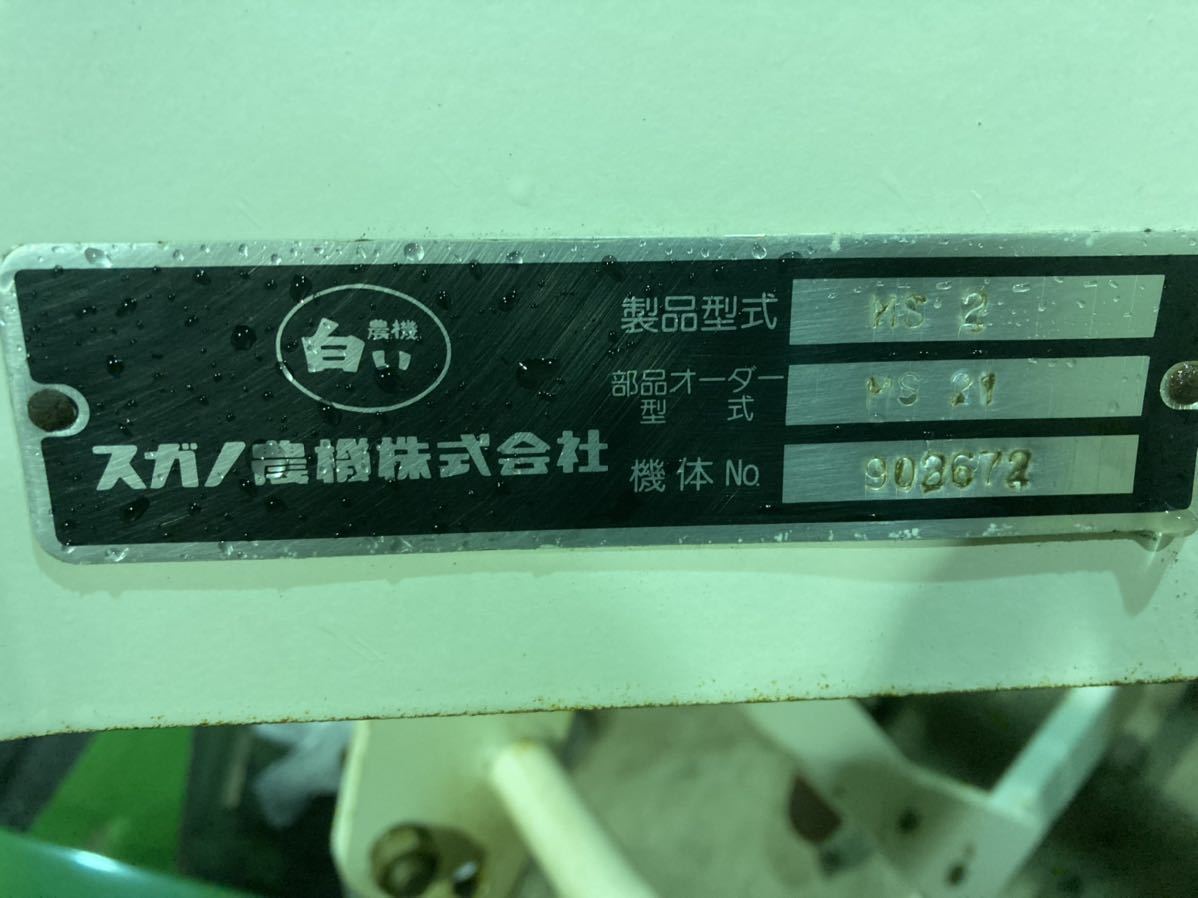 白い農機
スガノ農機株式会社
製品型式 MS 2
部品オーダー型式 MS 21
機体No. 903672